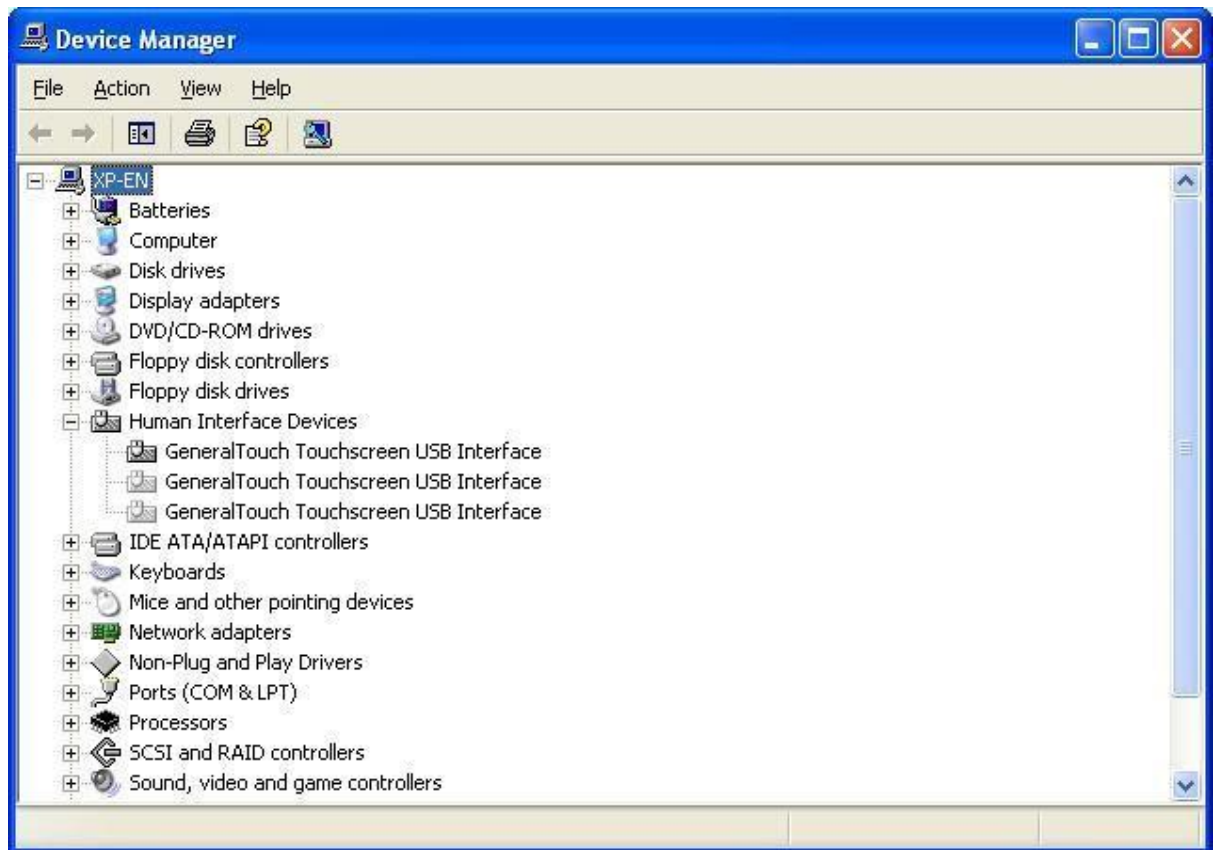 Device Manager
File Action View Help
XP-EN
Batteries
Computer
Disk drives
Display adapters
DVD/CD-ROM drives
Floppy disk controllers
Floppy disk drives
Human Interface Devices
GeneralTouch Touchscreen USB Interface
GeneralTouch Touchscreen USB Interface
GeneralTouch Touchscreen USB Interface
IDE ATA/ATAPI controllers
Keyboards
Mice and other pointing devices
Network adapters
Non-Plug and Play Drivers
Ports (COM & LPT)
Processors
SCSI and RAID controllers
Sound, video and game controllers